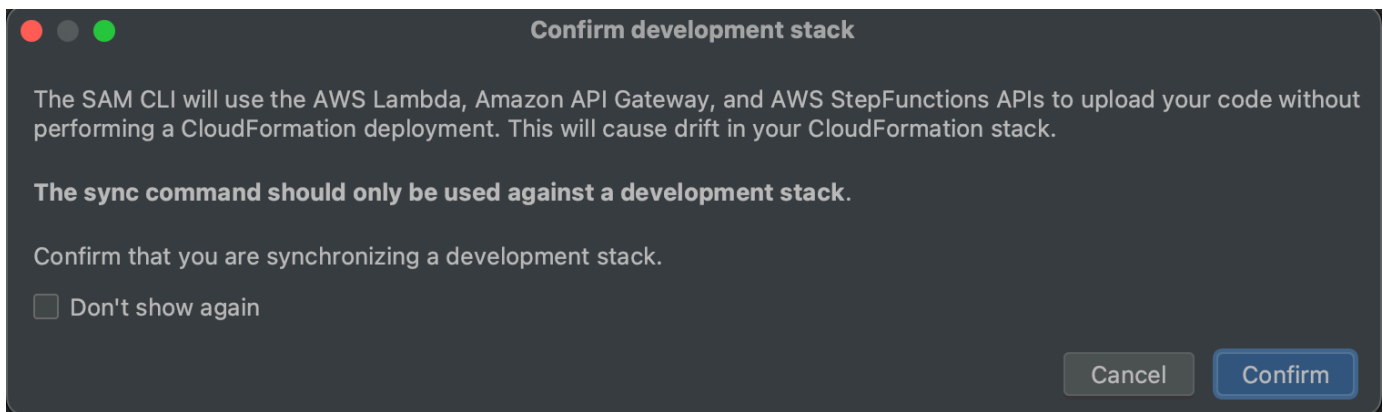 Confirm development stack
The SAM CLI will use the AWS Lambda, Amazon API Gateway, and AWS StepFunctions APIs to upload your code without
performing a CloudFormation deployment. This will cause drift in your CloudFormation stack.
The sync command should only be used against a development stack.
Confirm that you are synchronizing a development stack.
Don't show again
Cancel
Confirm